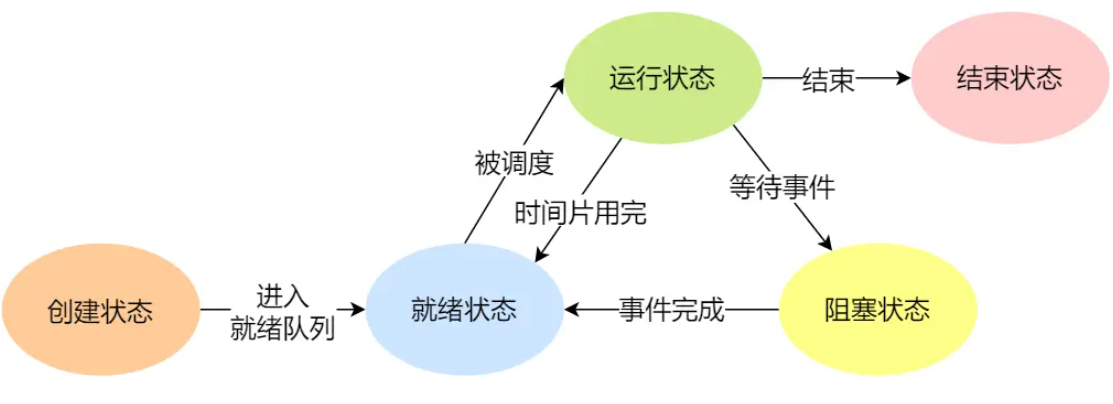 运行状态
结束
结束状态
被调度
时间片用完
等待事件
创建状态
进入
就绪队列
就绪状态
事件完成
阻塞状态